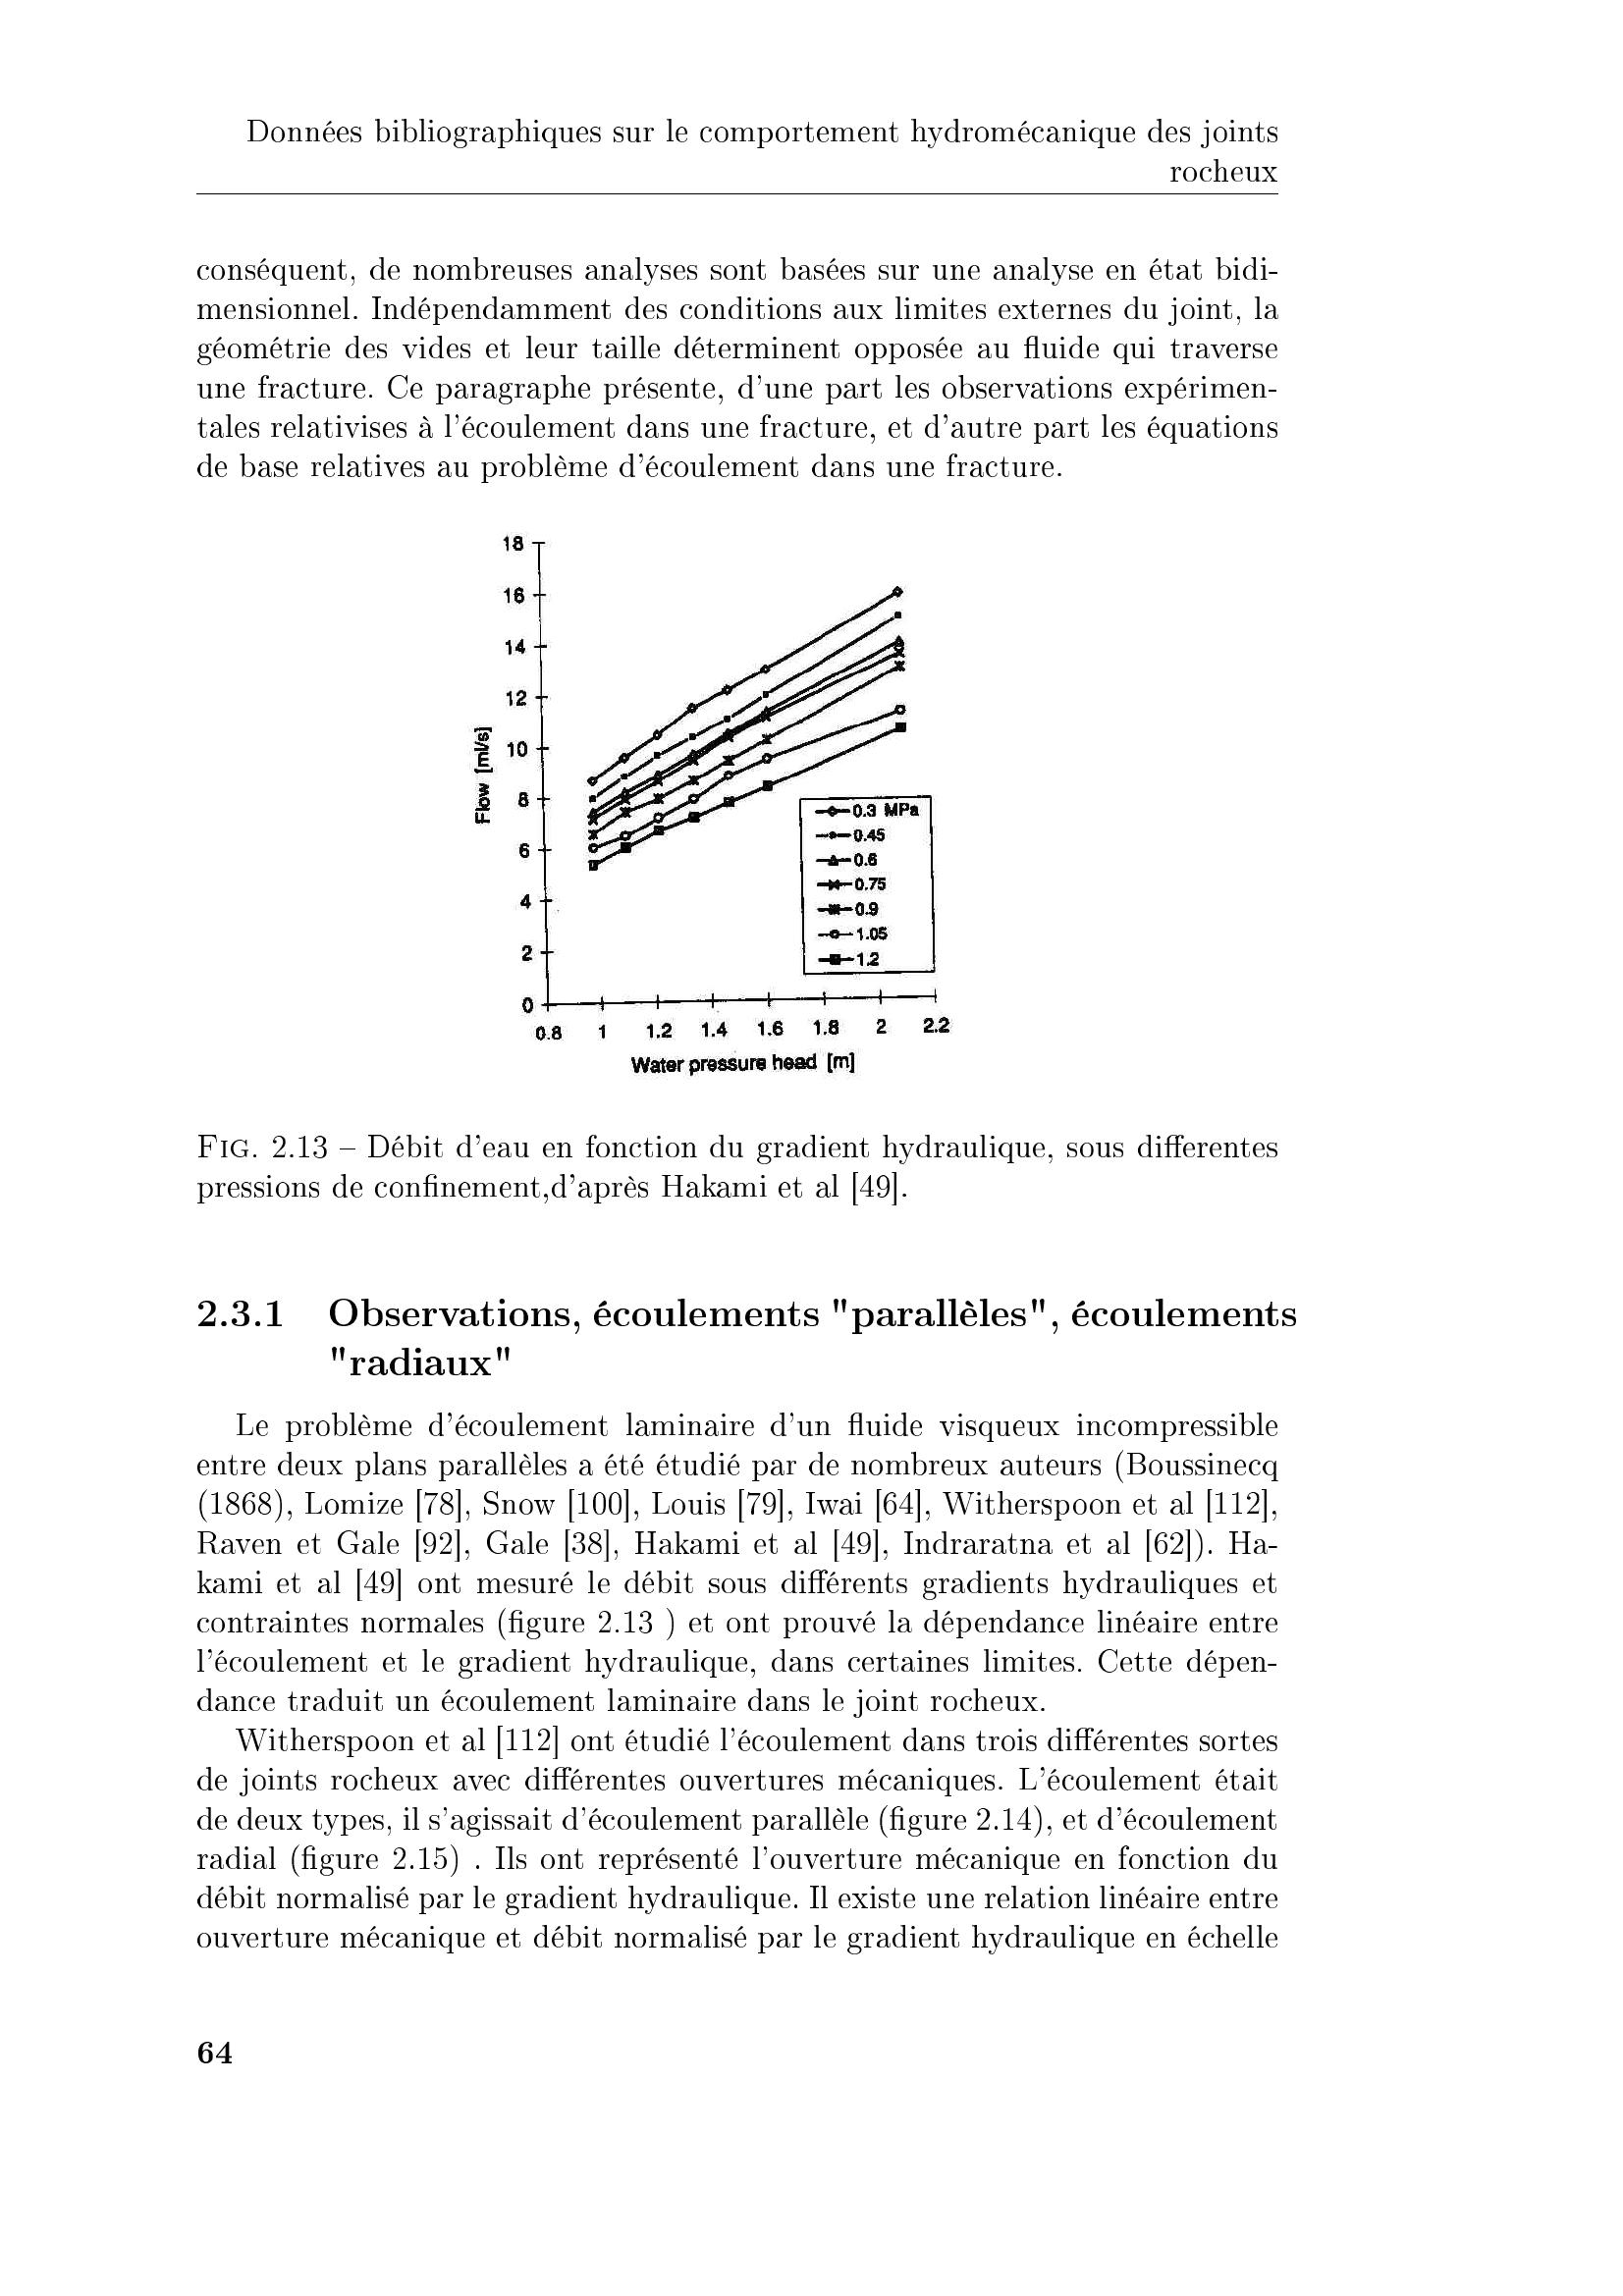 Données bibliographiques sur le comportement hydromécanique des joints
rocheux
conséquent, de nombreuses analyses sont basées sur une analyse en état bidi-
mensionnel. Indépendamment des conditions aux limites externes du joint, la
géométrie des vides et leur taille déterminent opposée au fluide qui traverse
une fracture. Ce paragraphe présente, d'une part les observations expérimen-
tales relativises à l'écoulement dans une fracture, et d'autre part les équations
de base relatives au problème d'écoulement dans une fracture.
18
16
14
12
10
8
6
4
2
0
Flow [ml/s]
0.3 MPa
0.45
0.6
0.75
0.9
1.05
1.2
0.8 1 1.2 1.4 1.6 1.8 2 2.2
Water pressure head [m]
FIG. 2.13 – Débit d'eau en fonction du gradient hydraulique, sous differentes
pressions de confinement,d'après Hakami et al [49].
2.3.1 Observations, écoulements "parallèles", écoulements
"radiaux"
Le problème d'écoulement laminaire d'un fluide visqueux incompressible
entre deux plans parallèles a été étudié par de nombreux auteurs (Boussinecq
(1868), Lomize [78], Snow [100], Louis [79], Iwai [64], Witherspoon et al [112],
Raven et Gale [92], Gale [38], Hakami et al [49], Indraratna et al [62]). Ha-
kami et al [49] ont mesuré le débit sous différents gradients hydrauliques et
contraintes normales (figure 2.13 ) et ont prouvé la dépendance linéaire entre
l'écoulement et le gradient hydraulique, dans certaines limites. Cette dépen-
dance traduit un écoulement laminaire dans le joint rocheux.
Witherspoon et al [112] ont étudié l'écoulement dans trois différentes sortes
de joints rocheux avec différentes ouvertures mécaniques. L'écoulement était
de deux types, il s'agissait d'écoulement parallèle (figure 2.14), et d'écoulement
radial (figure 2.15) . Ils ont représenté l'ouverture mécanique en fonction du
débit normalisé par le gradient hydraulique. Il existe une relation linéaire entre
ouverture mécanique et débit normalisé par le gradient hydraulique en échelle
64